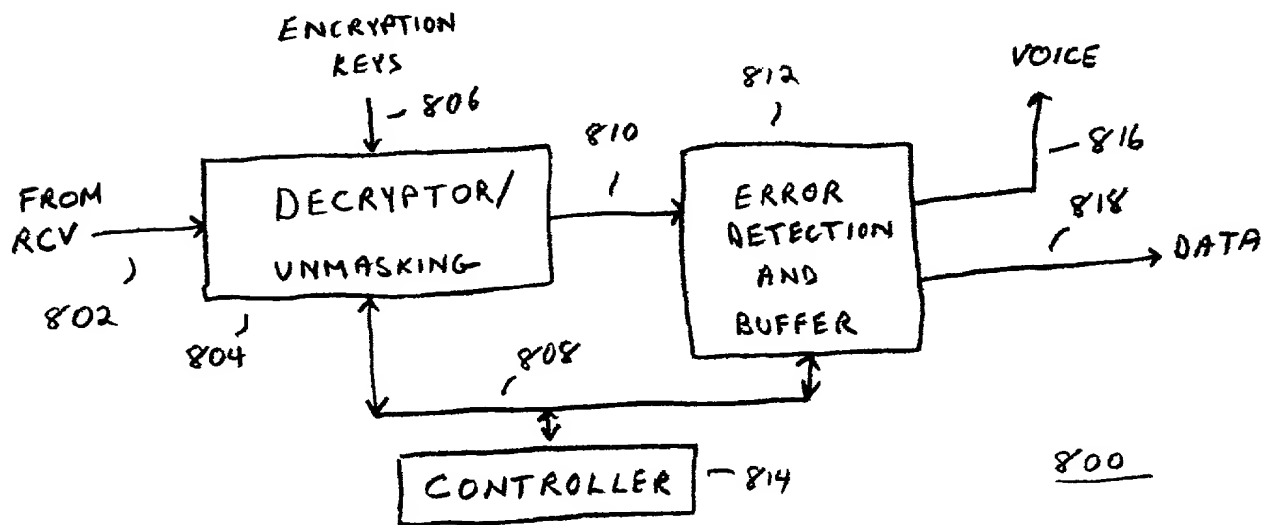 ENCRYPTION
KEYS
806
812
VOICE
810
816
FROM
RCV
DECRYPTOR/
UNMASKING
ERROR
DETECTION
AND
BUFFER
818
DATA
802
804
808
CONTROLLER
814
800